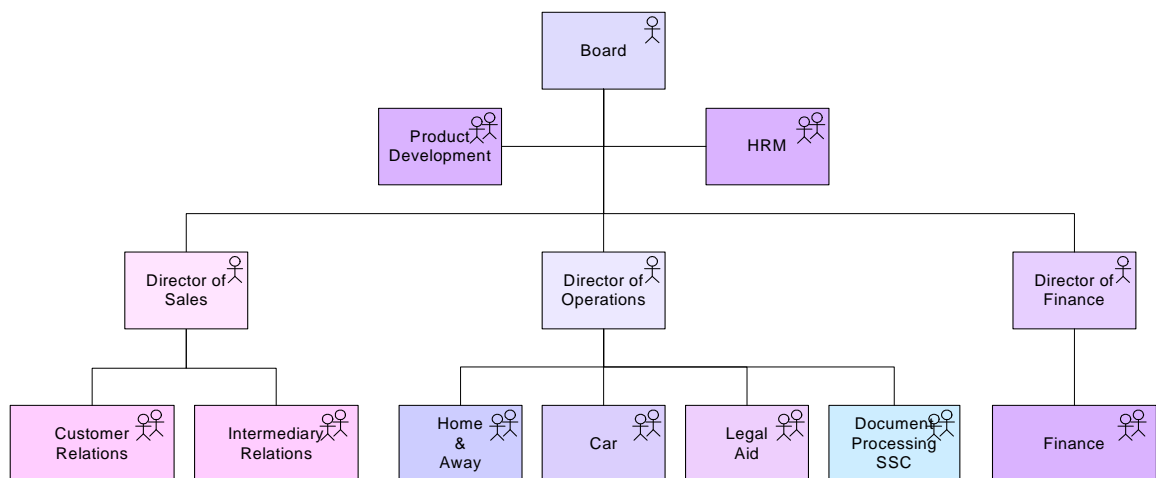 Board
Product
Development
HRM
Director of
Sales
Director of
Operations
Director of
Finance
Customer
Relations
Intermediary
Relations
Home
&
Away
Car
Legal
Aid
Document
Processing
SSC
Finance